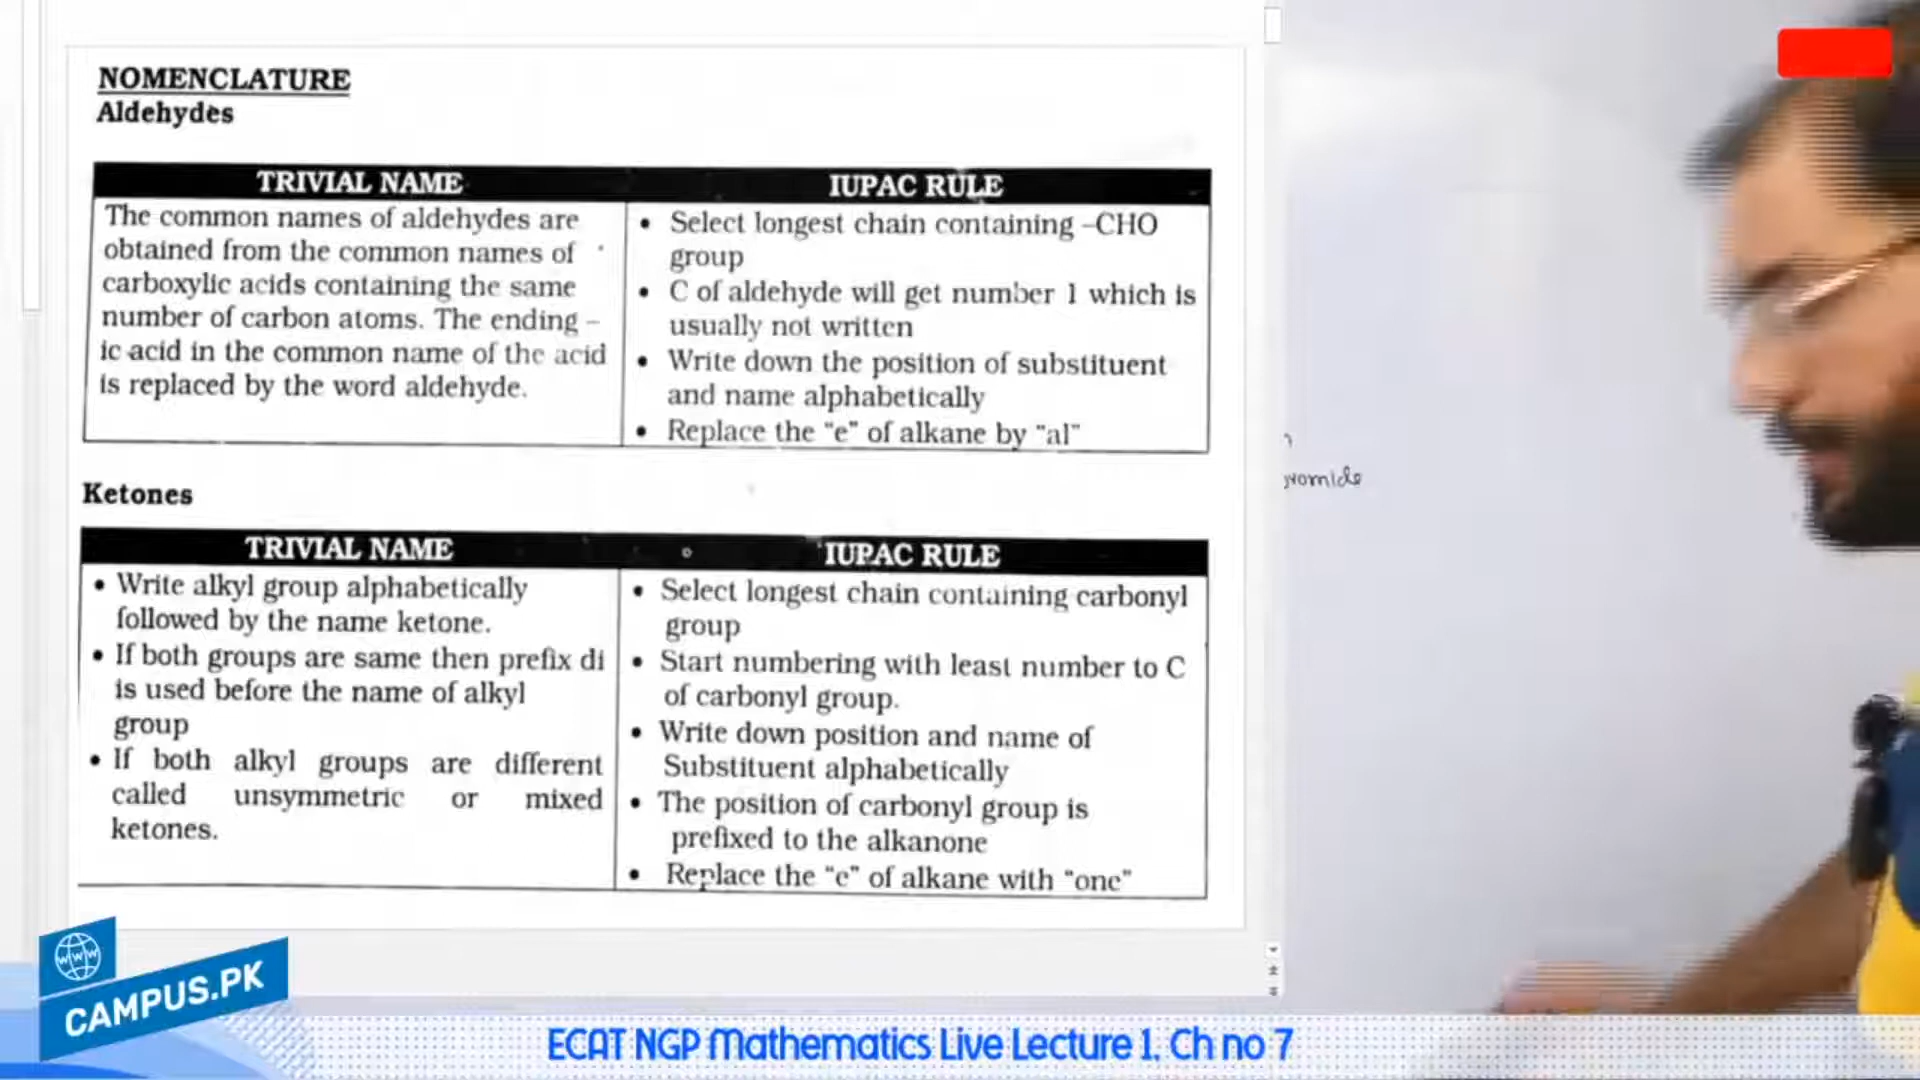 NOMENCLATURE
Aldehydes
TRIVIAL NAME
The common names of aldehydes are
obtained from the common names of
carboxylic acids containing the same
number of carbon atoms. The ending –
ic acid in the common name of the acid
is replaced by the word aldehyde.
IUPAC RULE
• Select longest chain containing –CHO
group
• C of aldehyde will get number 1 which is
usually not written
• Write down the position of substituent
and name alphabetically
• Replace the “e” of alkane by “al”
Ketones
TRIVIAL NAME
• Write alkyl group alphabetically
followed by the name ketone.
• If both groups are same then prefix di
is used before the name of alkyl
group
• If both alkyl groups are different
called unsymmetric or mixed
ketones.
IUPAC RULE
• Select longest chain containing carbonyl
group
• Start numbering with least number to C
of carbonyl group.
• Write down position and name of
Substituent alphabetically
• The position of carbonyl group is
prefixed to the alkanone
• Replace the “e” of alkane with “one”
www
CAMPUS.PK
ECAT NGP Mathematics Live Lecture 1, Ch no 7